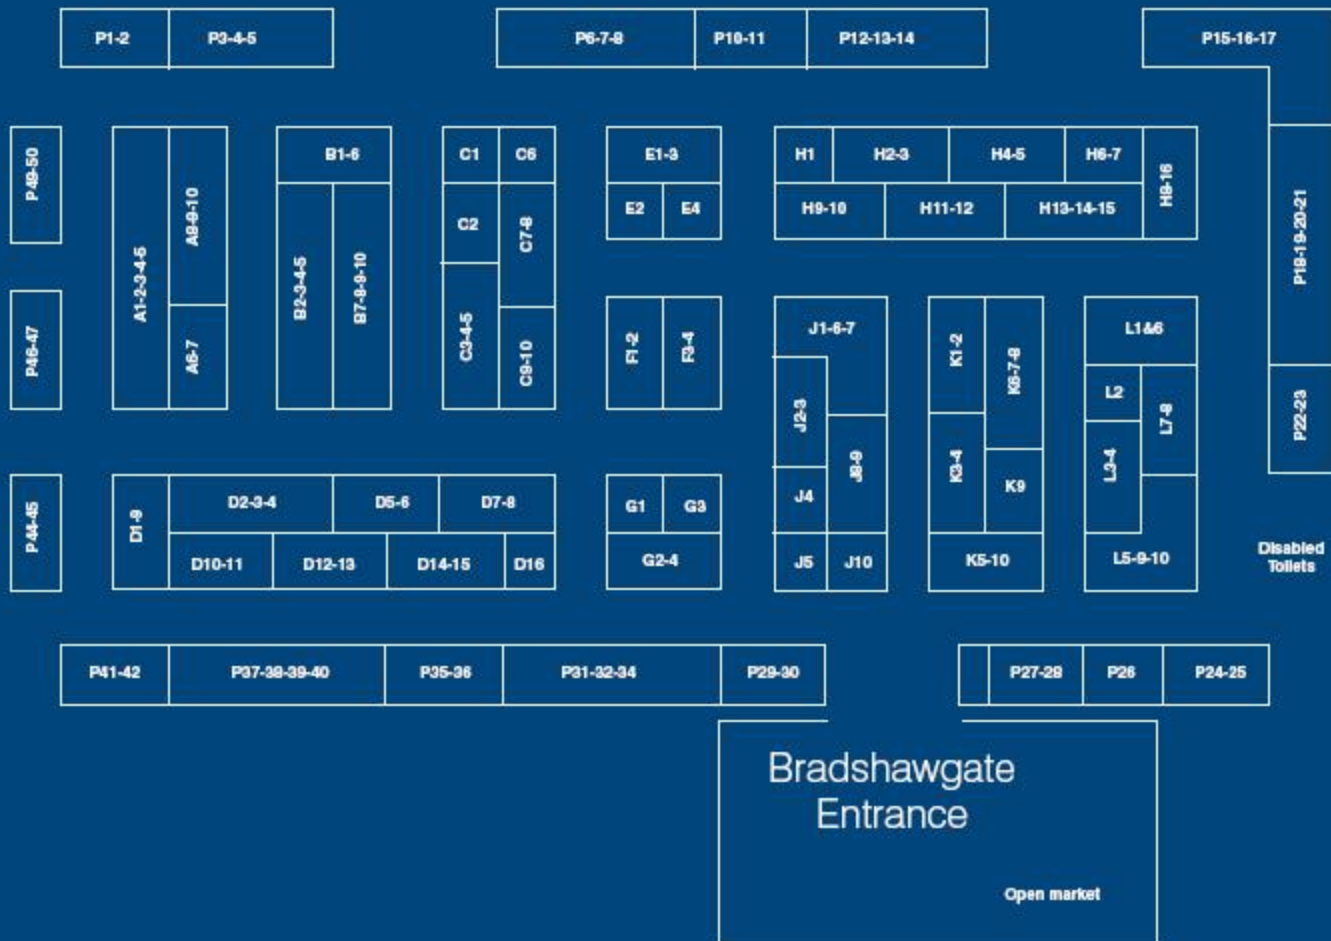 P1-2
P3-4-5
P6-7-8
P10-11
P12-13-14
P15-16-17
P49-50
A1-2-3-4-5
A8-9-10
B1-6
C1
C6
E1-3
H1
H2-3
H4-5
H6-7
H8-16
P18-19-20-21
C2
C7-8
E2
E4
H9-10
H11-12
H13-14-15
B2-3-4-5
B7-8-9-10
P46-47
A6-7
C3-4-5
C9-10
F1-2
F3-4
J1-6-7
K1-2
K6-7-8
L1&6
J2-3
L2
L7-8
P22-23
J8-9
K3-4
L3-4
P44-45
D1-9
D2-3-4
D5-6
D7-8
G1
G3
J4
K9
D10-11
D12-13
D14-15
D16
G2-4
J5
J10
K5-10
L5-9-10
Disabled
Toilets
P41-42
P37-38-39-40
P35-36
P31-32-34
P29-30
P27-28
P26
P24-25
Bradshawgate
Entrance
Open market